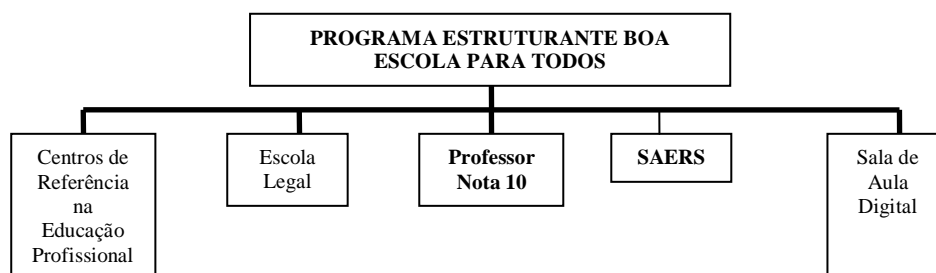 PROGRAMA ESTRUTURANTE BOA
ESCOLA PARA TODOS
Centros de
Referência
na
Educação
Profissional
Escola
Legal
Professor
Nota 10
SAERS
Sala de
Aula
Digital